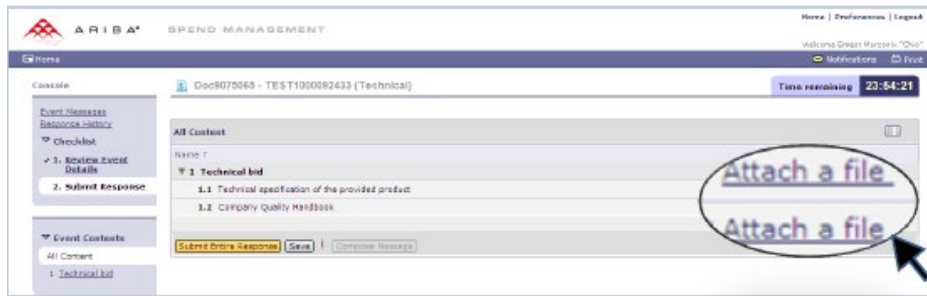 Home | Preferences | Logout
ARIBA® SPEND MANAGEMENT
Home
Notifications Print
Console
Doc9075065 - TEST1000092433 (Technical)
Time remaining 23:54:21
Event Messages
Response History
Checklist
1. Review Event Details
2. Submit Response
All Content
Name ↑
1 Technical bid
1.1 Technical specification of the provided product
Attach a file
1.2 Company Quality Handbook
Attach a file
Submit Entire Response Save Compose Message
Event Contents
All Content
1 Technical bid